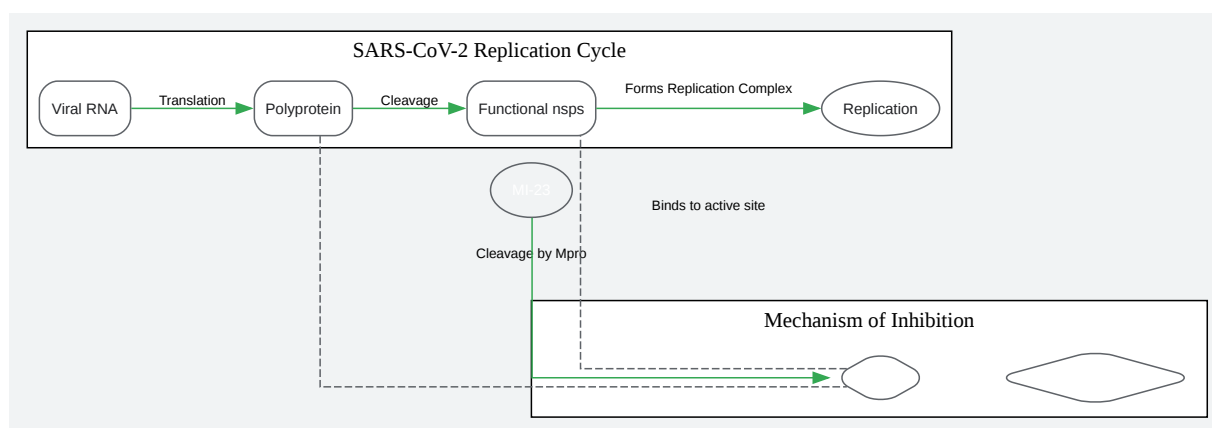 SARS-CoV-2 Replication Cycle
Viral RNA
Translation
Polyprotein
Cleavage
Functional nsps
Forms Replication Complex
Replication
MI-23
Binds to active site
Cleavage by Mpro
Mechanism of Inhibition